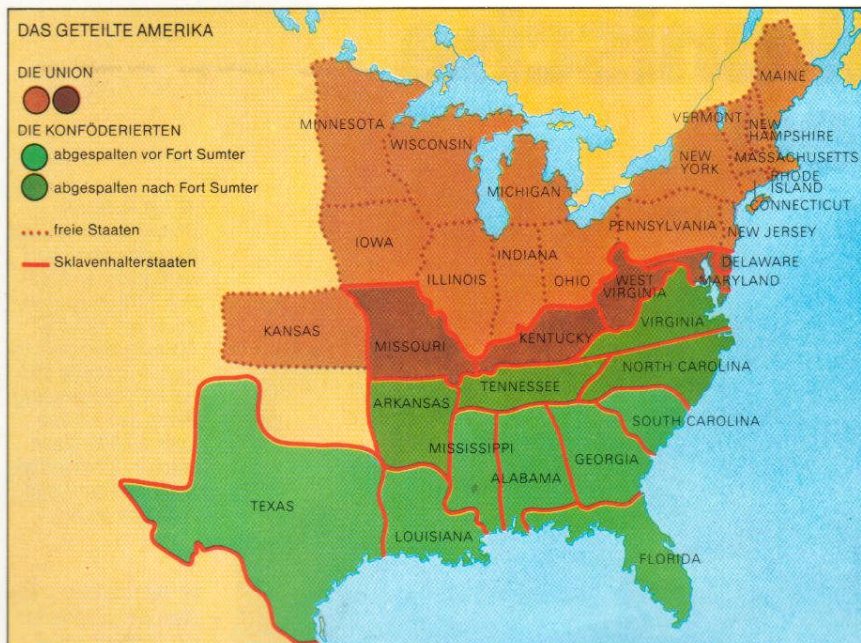 DAS GETEILTE AMERIKA
DIE UNION
DIE KONFÖDERIERTEN
abgespalten vor Fort Sumter
abgespalten nach Fort Sumter
freie Staaten
Sklavenhalterstaaten
MAINE
VERMONT
NEW
HAMPSHIRE
MINNESOTA
WISCONSIN
NEW
YORK
MASSACHUSETTS
RHODE
ISLAND
MICHIGAN
CONNECTICUT
PENNSYLVANIA
NEW JERSEY
IOWA
ILLINOIS
INDIANA
OHIO
DELAWARE
MARYLAND
WEST
VIRGINIA
KANSAS
MISSOURI
KENTUCKY
VIRGINIA
NORTH CAROLINA
TENNESSEE
ARKANSAS
SOUTH CAROLINA
MISSISSIPPI
ALABAMA
GEORGIA
TEXAS
LOUISIANA
FLORIDA